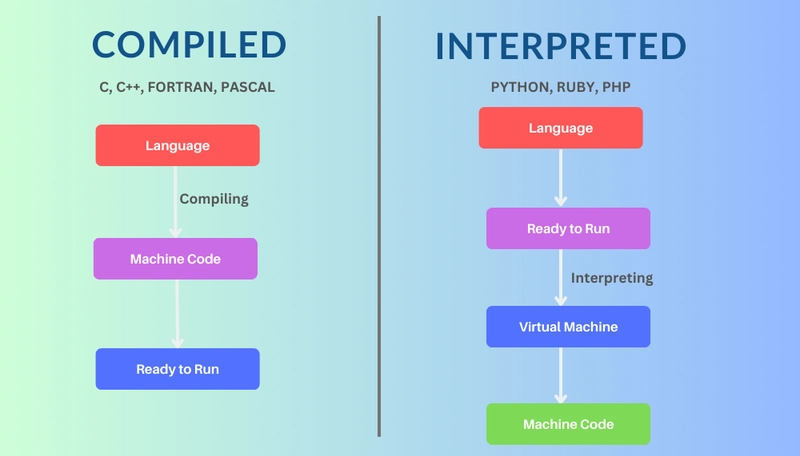 COMPILED
C, C++, FORTRAN, PASCAL
Language
Compiling
Machine Code
Ready to Run
INTERPRETED
PYTHON, RUBY, PHP
Language
Ready to Run
Interpreting
Virtual Machine
Machine Code